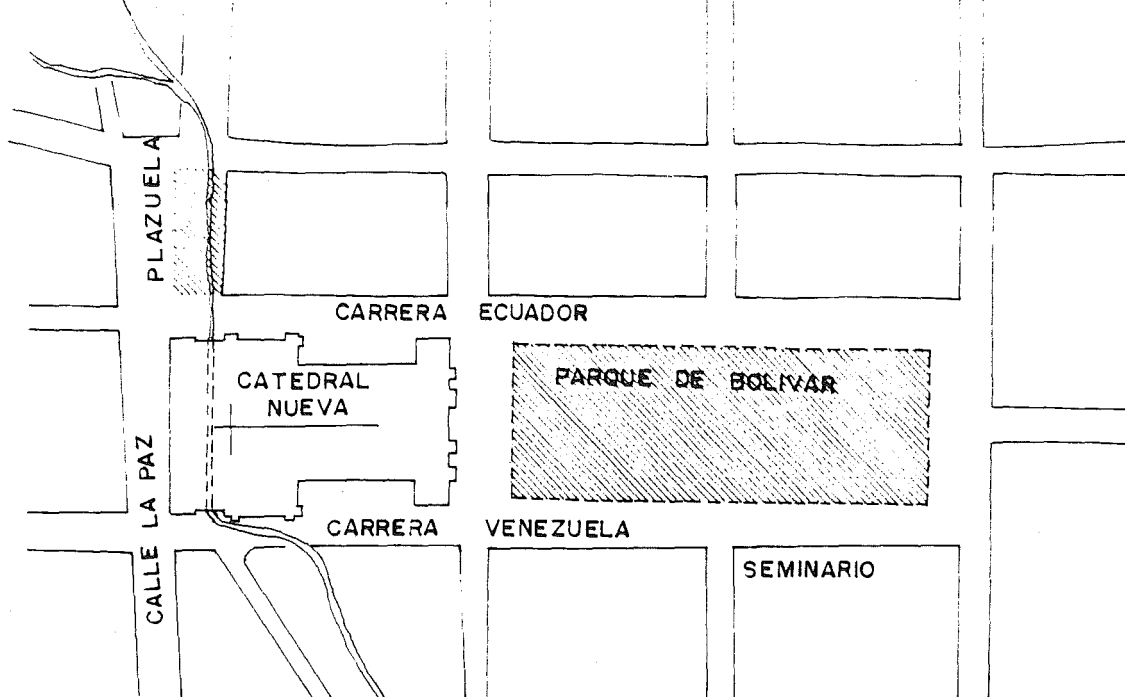 PLAZUELA
CARRERA ECUADOR
CATEDRAL
NUEVA
PARQUE DE BOLIVAR
CALLE LA PAZ
CARRERA VENEZUELA
SEMINARIO